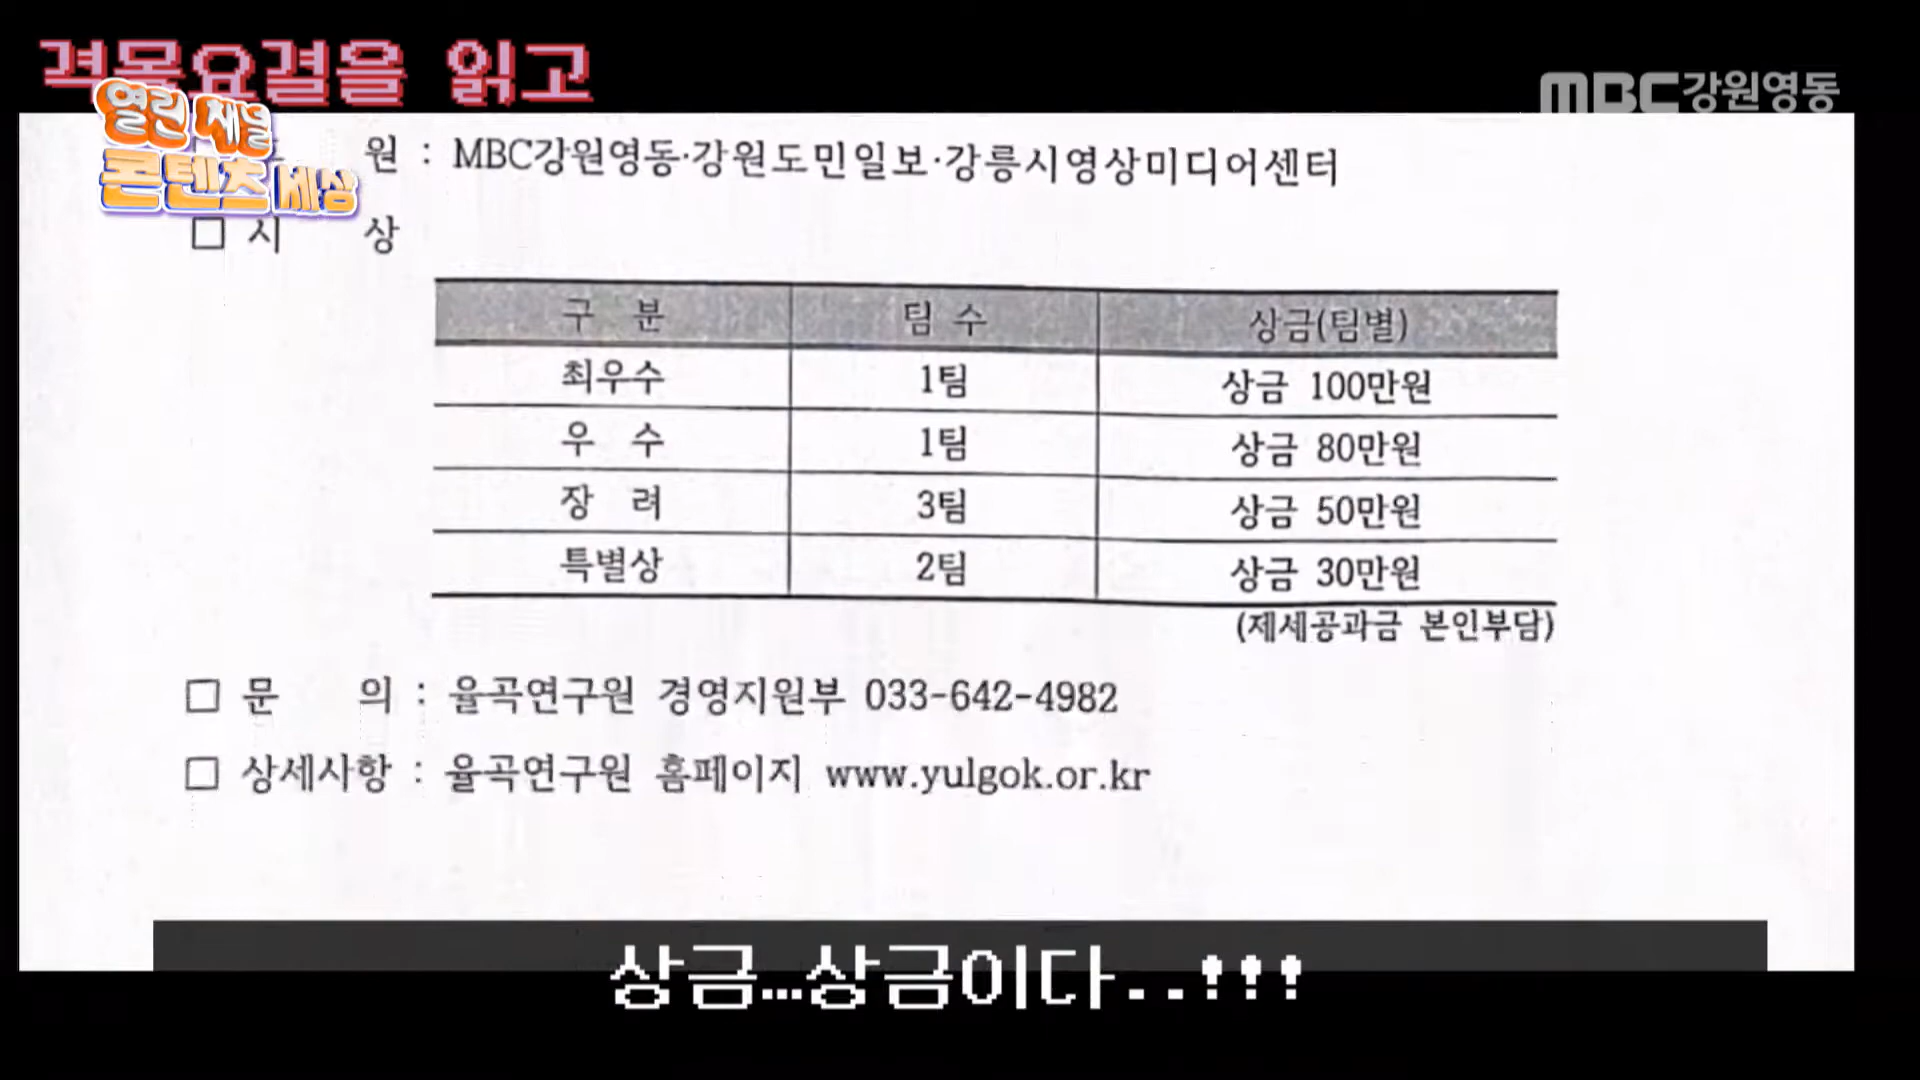 격몽요결을 읽고
열린 채널
콘텐츠 세상
MBC강원영동
원 : MBC강원영동·강원도민일보·강릉시영상미디어센터
□ 시 상
구 분 팀 수 상금(팀별)
최우수 1팀 상금 100만원
우 수 1팀 상금 80만원
장 려 3팀 상금 50만원
특별상 2팀 상금 30만원
(제세공과금 본인부담)
□ 문 의 : 율곡연구원 경영지원부 033-642-4982
□ 상세사항 : 율곡연구원 홈페이지 www.yulgok.or.kr
상금...상금이다..!!!